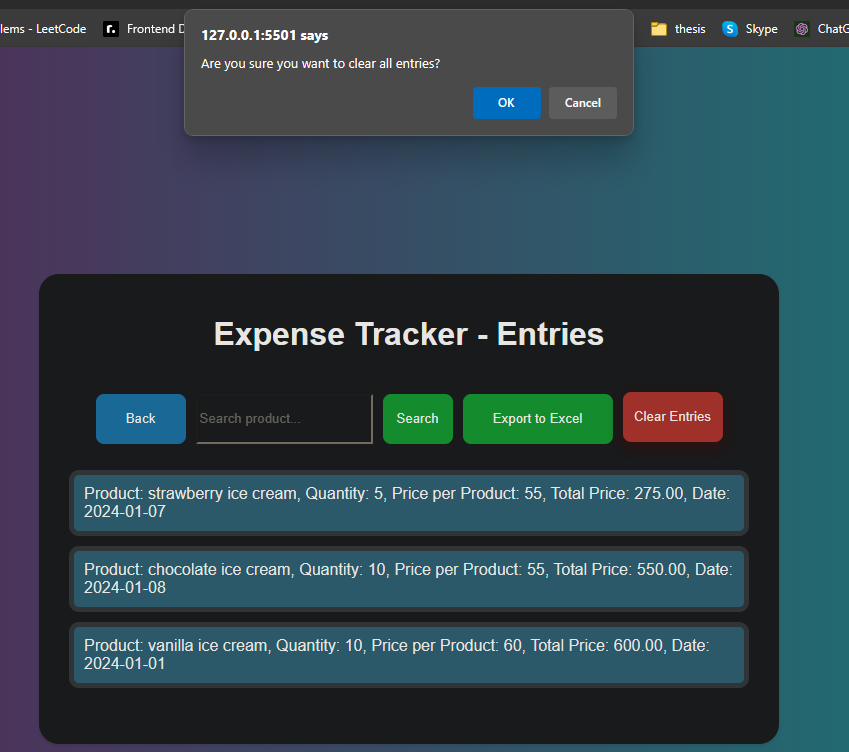 lems - LeetCode
Frontend D
thesis
Skype
ChatG
127.0.0.1:5501 says
Are you sure you want to clear all entries?
OK
Cancel
Expense Tracker - Entries
Back
Search product...
Search
Export to Excel
Clear Entries
Product: strawberry ice cream, Quantity: 5, Price per Product: 55, Total Price: 275.00, Date:
2024-01-07
Product: chocolate ice cream, Quantity: 10, Price per Product: 55, Total Price: 550.00, Date:
2024-01-08
Product: vanilla ice cream, Quantity: 10, Price per Product: 60, Total Price: 600.00, Date:
2024-01-01